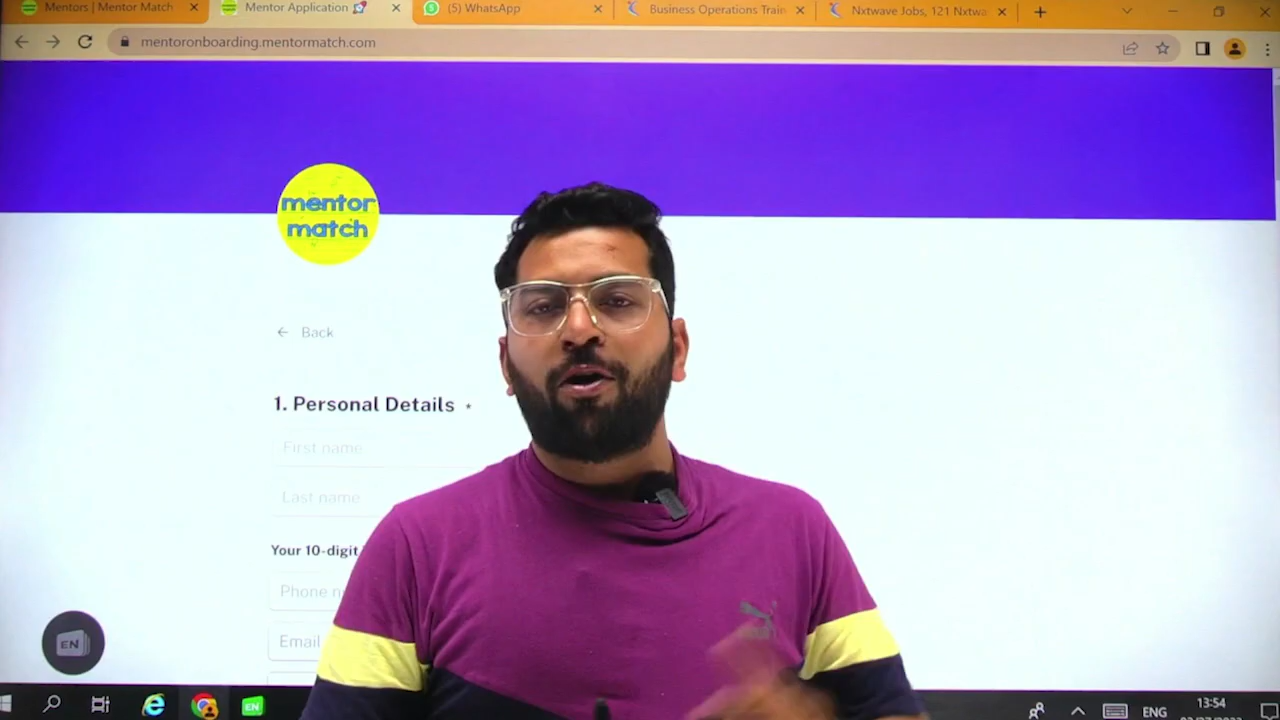 Mentors | Mentor Match
Mentor Application
(5) WhatsApp
Business Operations Train
Nxtwave Jobs, 121 Nxtwa
mentoronboarding.mentormatch.com
mentor
match
← Back
1. Personal Details *
First name
Last name
Your 10-digit
Phone n
Email
EN
EN
ENG
13:54